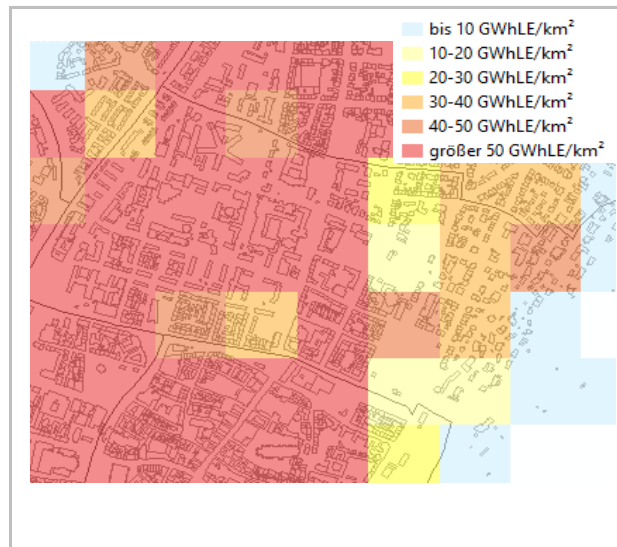 bis 10 GWhLE/km²
10-20 GWhLE/km²
20-30 GWhLE/km²
30-40 GWhLE/km²
40-50 GWhLE/km²
größer 50 GWhLE/km²